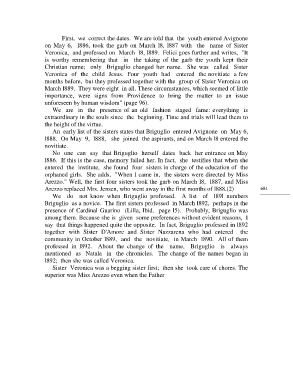 First, we correct the dates. We are told that the youth entered Avignone
on May 6, 1886, took the garb on March 18, 1887 with the name of Sister
Veronica, and professed on March 18, 1889. Felici goes further and writes, "It
is worthy remembering that in the taking of the garb the youth kept their
Christian name; only Briguglio changed her name. She was called Sister
Veronica of the child Jesus. Four youth had entered the novitiate a few
months before, but they professed together with the group of Sister Veronica on
March 1889. They were eight in all. These circumstances, which seemed of little
importance, were signs from Providence to bring the matter to an issue
unforeseen by human wisdom" (page 96).
We are in the presence of an old fashion staged fame: everything is
extraordinary in the souls since the beginning. Time and trials will lead them to
the height of the virtue.
An early list of the sisters states that Briguglio entered Avignone on May 6,
1888. On May 9, 1888, she joined the aspirants, and on March 18 entered the
novitiate.
No one can say that Briguglio herself dates back her entrance on May
1886. If this is the case, memory failed her. In fact, she testifies that when she
entered the institute, she found four sisters in charge of the education of the
orphaned girls. She adds, "When I came in, the sisters were directed by Miss
Arezzo." Well, the first four sisters took the garb on March 18, 1887, and Miss
Arezzo replaced Mrs. Jensen, who went away in the first months of 1888.(2)
We do not know when Briguglio professed. A list of 1891 numbers
Briguglio as a novice. The first sisters professed in March 1892, perhaps in the
presence of Cardinal Guarino (Lilla, Ibid. page 15). Probably, Briguglio was
among them. Because she is given some preferences without evident reasons, I
say that things happened quite the opposite. In fact, Briguglio professed in 1892
together with Sister D'Amore and Sister Nazzarena who had entered the
community in October 1889, and the novitiate, in March 1890. All of them
professed in 1892. About the change of the name, Briguglio is always
mentioned as Natala in the chronicles. The change of the names began in
1892; then she was called Veronica.
Sister Veronica was a begging sister first; then she took care of chores. The
superior was Miss Arezzo even when the Father